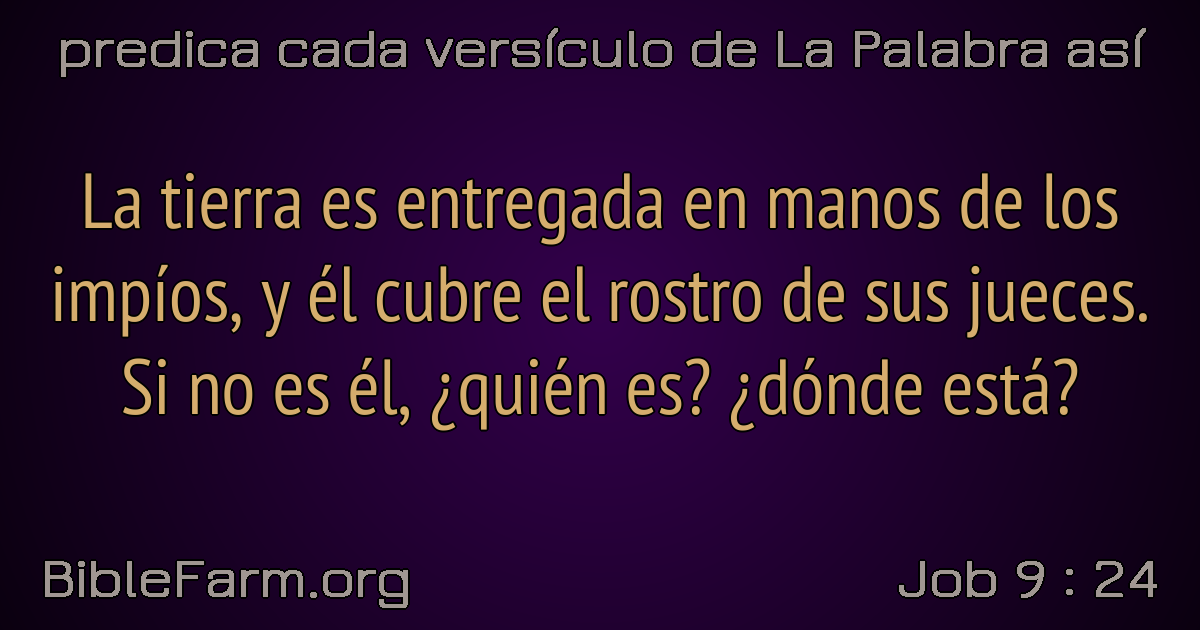 predica cada versículo de La Palabra así
La tierra es entregada en manos de los
impíos, y él cubre el rostro de sus jueces.
Si no es él, ¿quién es? ¿dónde está?
BibleFarm.org
Job 9 : 24